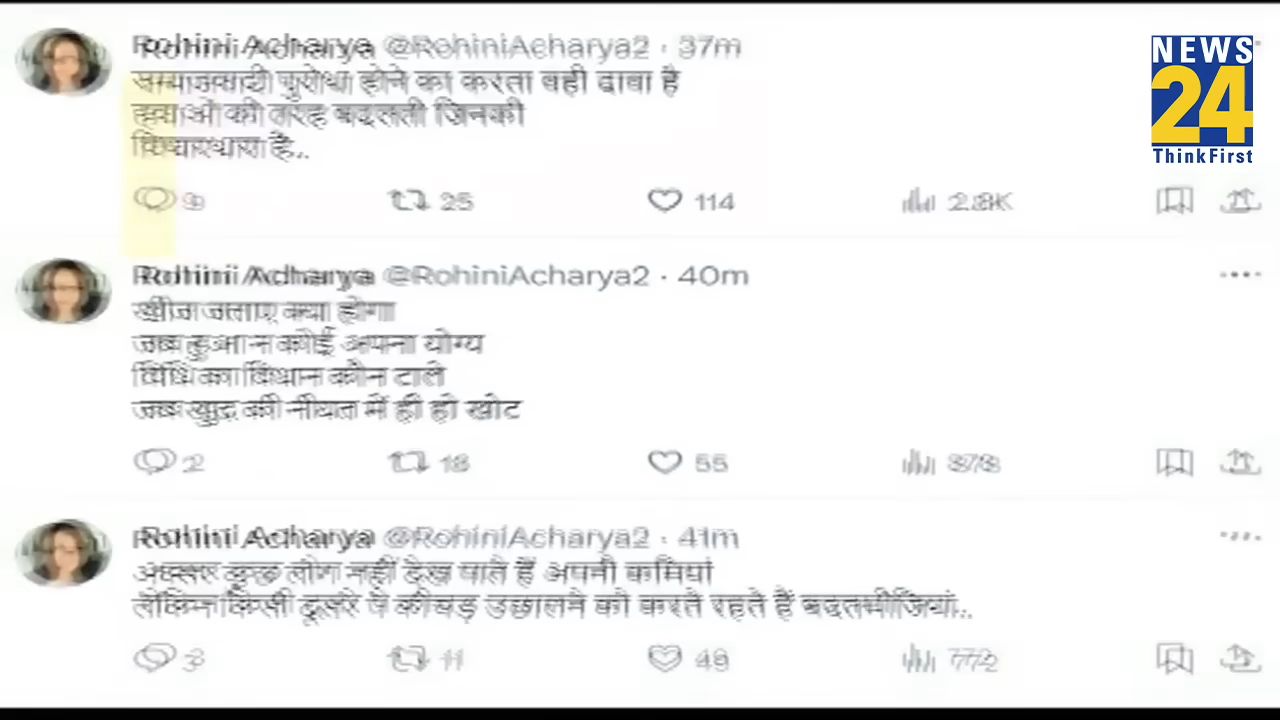 NEWS
24
ThinkFirst
Rohini Acharya @RohiniAcharya2 · 37m
समाजवादी पुरोधा होने का करता वही दावा है
हवाओं की तरह बदलती जिनकी
विचारधारा है..
9 25 114 2.8K
Rohini Acharya @RohiniAcharya2 · 40m
खीज जताए क्या होगा
जब हुआ न कोई अपना योग्य
विधि का विधान कौन टाले
जब खुद की नीयत में ही हो खोट
2 18 55
Rohini Acharya @RohiniAcharya2 · 41m
अक्सर कुछ लोग नहीं देख पाते हैं अपनी कमियां
लेकिन किसी दूसरे पे कीचड़ उछालने को करते रहते हैं बदतमीजियां..
3 11 49 772